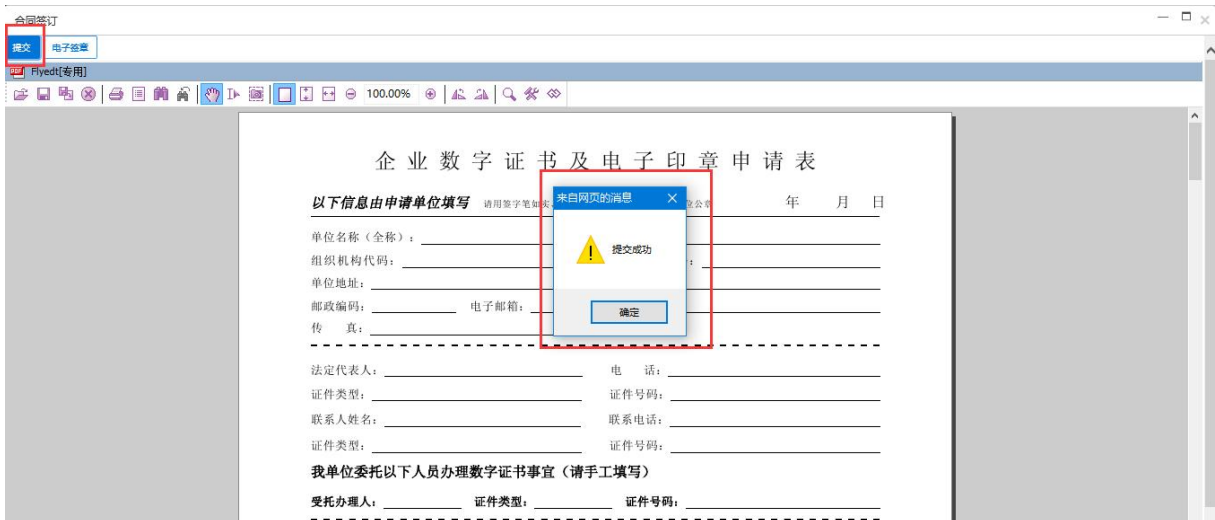 合同签订
提交 电子签章
Flyedt[专用]
100.00%
企业数字证书及电子印章申请表
以下信息由申请单位填写 请用签字笔如实 年 月 日
来自网页的消息
提交成功
确定
单位名称（全称）：
组织机构代码：
单位地址：
邮政编码： 电子邮箱：
传 真：
法定代表人： 电 话：
证件类型： 证件号码：
联系人姓名： 联系电话：
证件类型： 证件号码：
我单位委托以下人员办理数字证书事宜（请手工填写）
受托办理人： 证件类型： 证件号码：